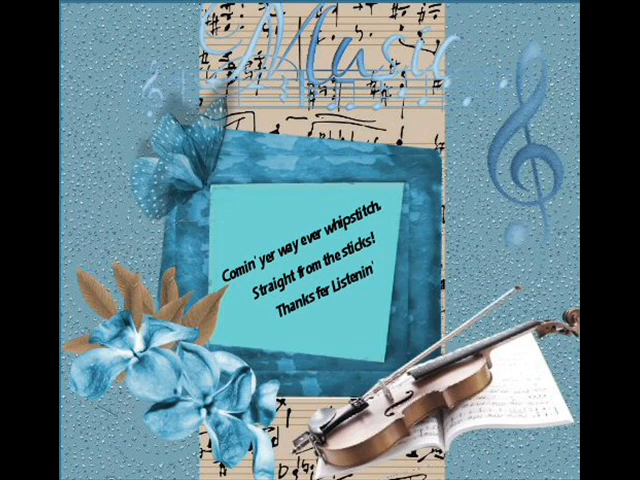 Music
Comin' yer way ever whipstitch.
Straight from the sticks!
Thanks fer Listenin'